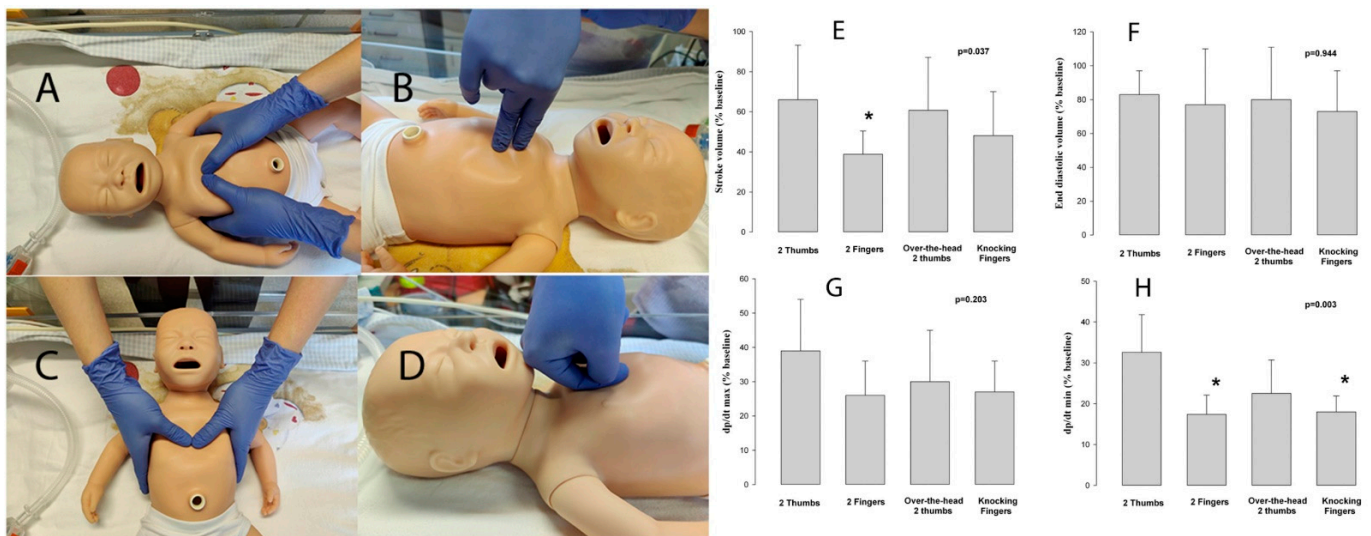 A
B
C
D
E
p=0.037
Stroke volume (% baseline)
100
80
60
40
20
0
*
2 Thumbs
2 Fingers
Over-the-head
2 thumbs
Knocking
Fingers
F
p=0.944
End diastolic volume (% baseline)
120
100
80
60
40
20
0
2 Thumbs
2 Fingers
Over-the-head
2 thumbs
Knocking
Fingers
G
p=0.203
dp/dt max (% baseline)
60
50
40
30
20
10
0
2 Thumbs
2 Fingers
Over-the-head
2 thumbs
Knocking
Fingers
H
p=0.003
dp/dt min (% baseline)
50
40
30
20
10
0
*
*
2 Thumbs
2 Fingers
Over-the-head
2 thumbs
Knocking
Fingers